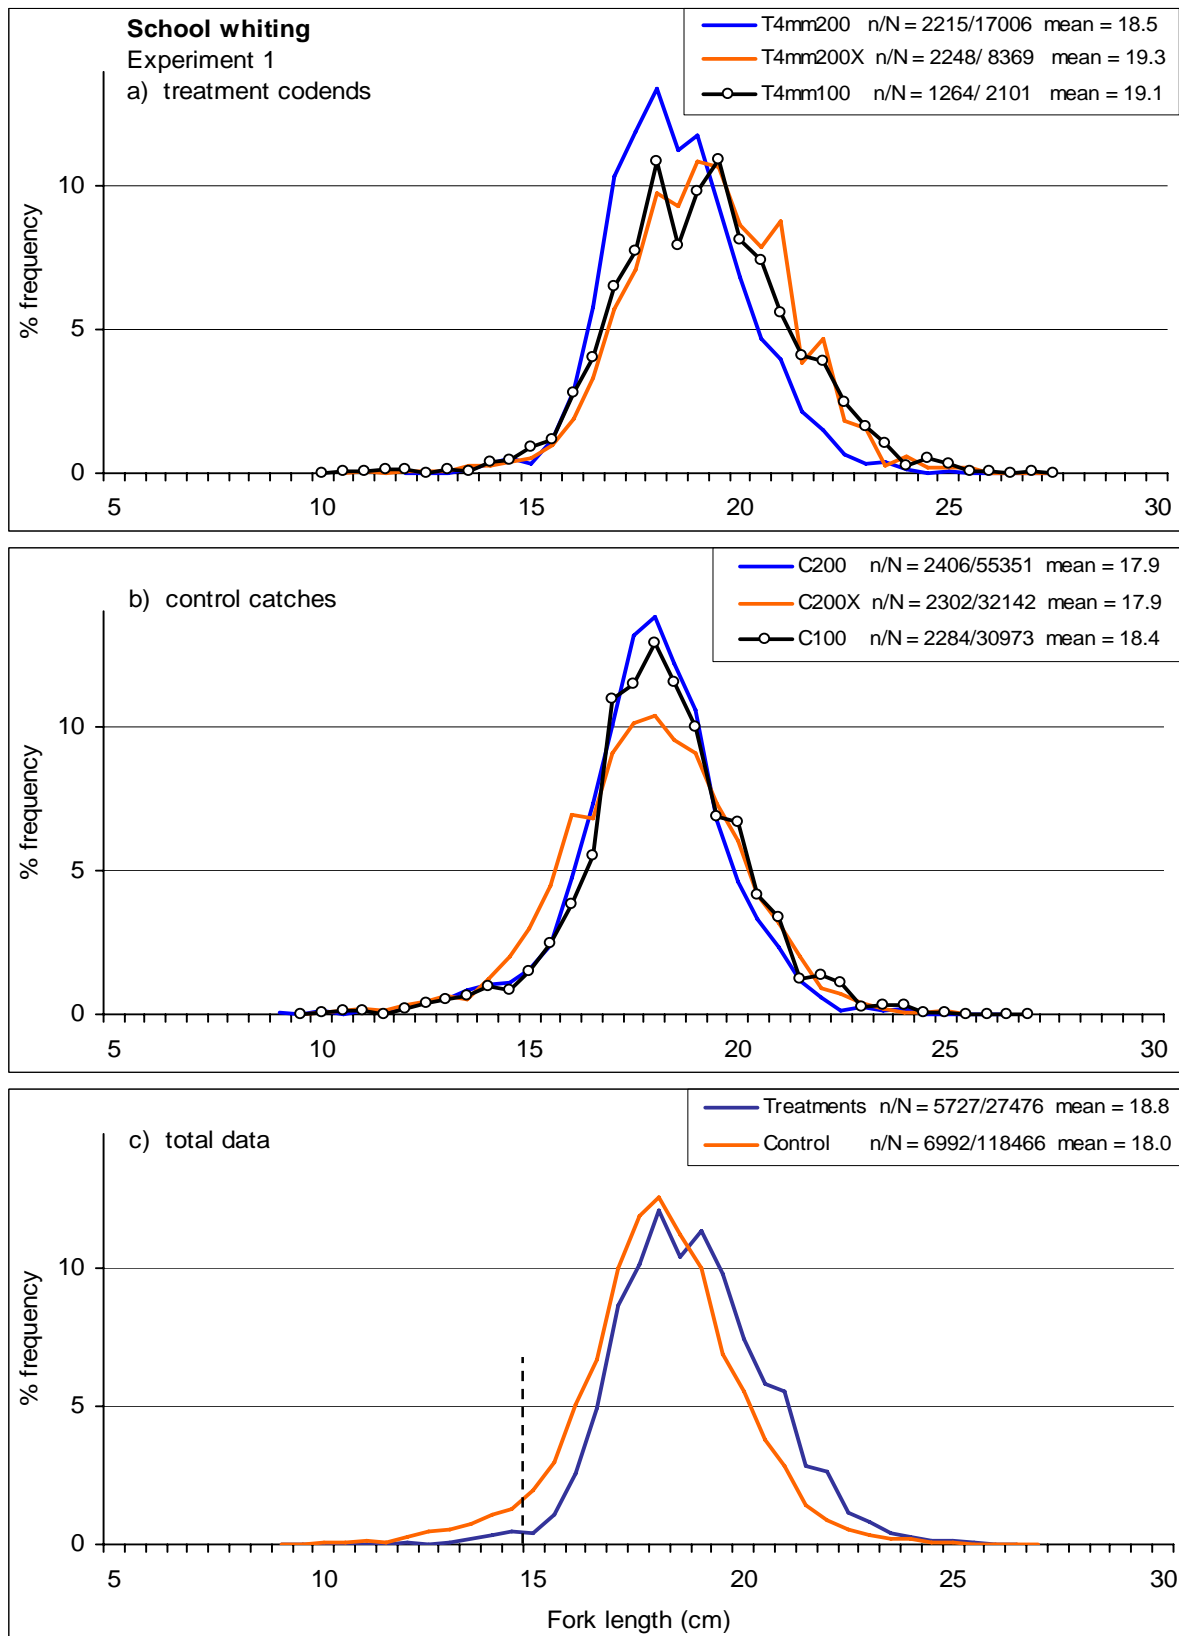 School whiting
Experiment 1
a) treatment codends
T4mm200 n/N = 2215/17006 mean = 18.5
T4mm200X n/N = 2248/ 8369 mean = 19.3
T4mm100 n/N = 1264/ 2101 mean = 19.1
% frequency
10
5
0
5 10 15 20 25 30
b) control catches
C200 n/N = 2406/55351 mean = 17.9
C200X n/N = 2302/32142 mean = 17.9
C100 n/N = 2284/30973 mean = 18.4
% frequency
10
5
0
5 10 15 20 25 30
c) total data
Treatments n/N = 5727/27476 mean = 18.8
Control n/N = 6992/118466 mean = 18.0
% frequency
10
5
0
5 10 15 20 25 30
Fork length (cm)